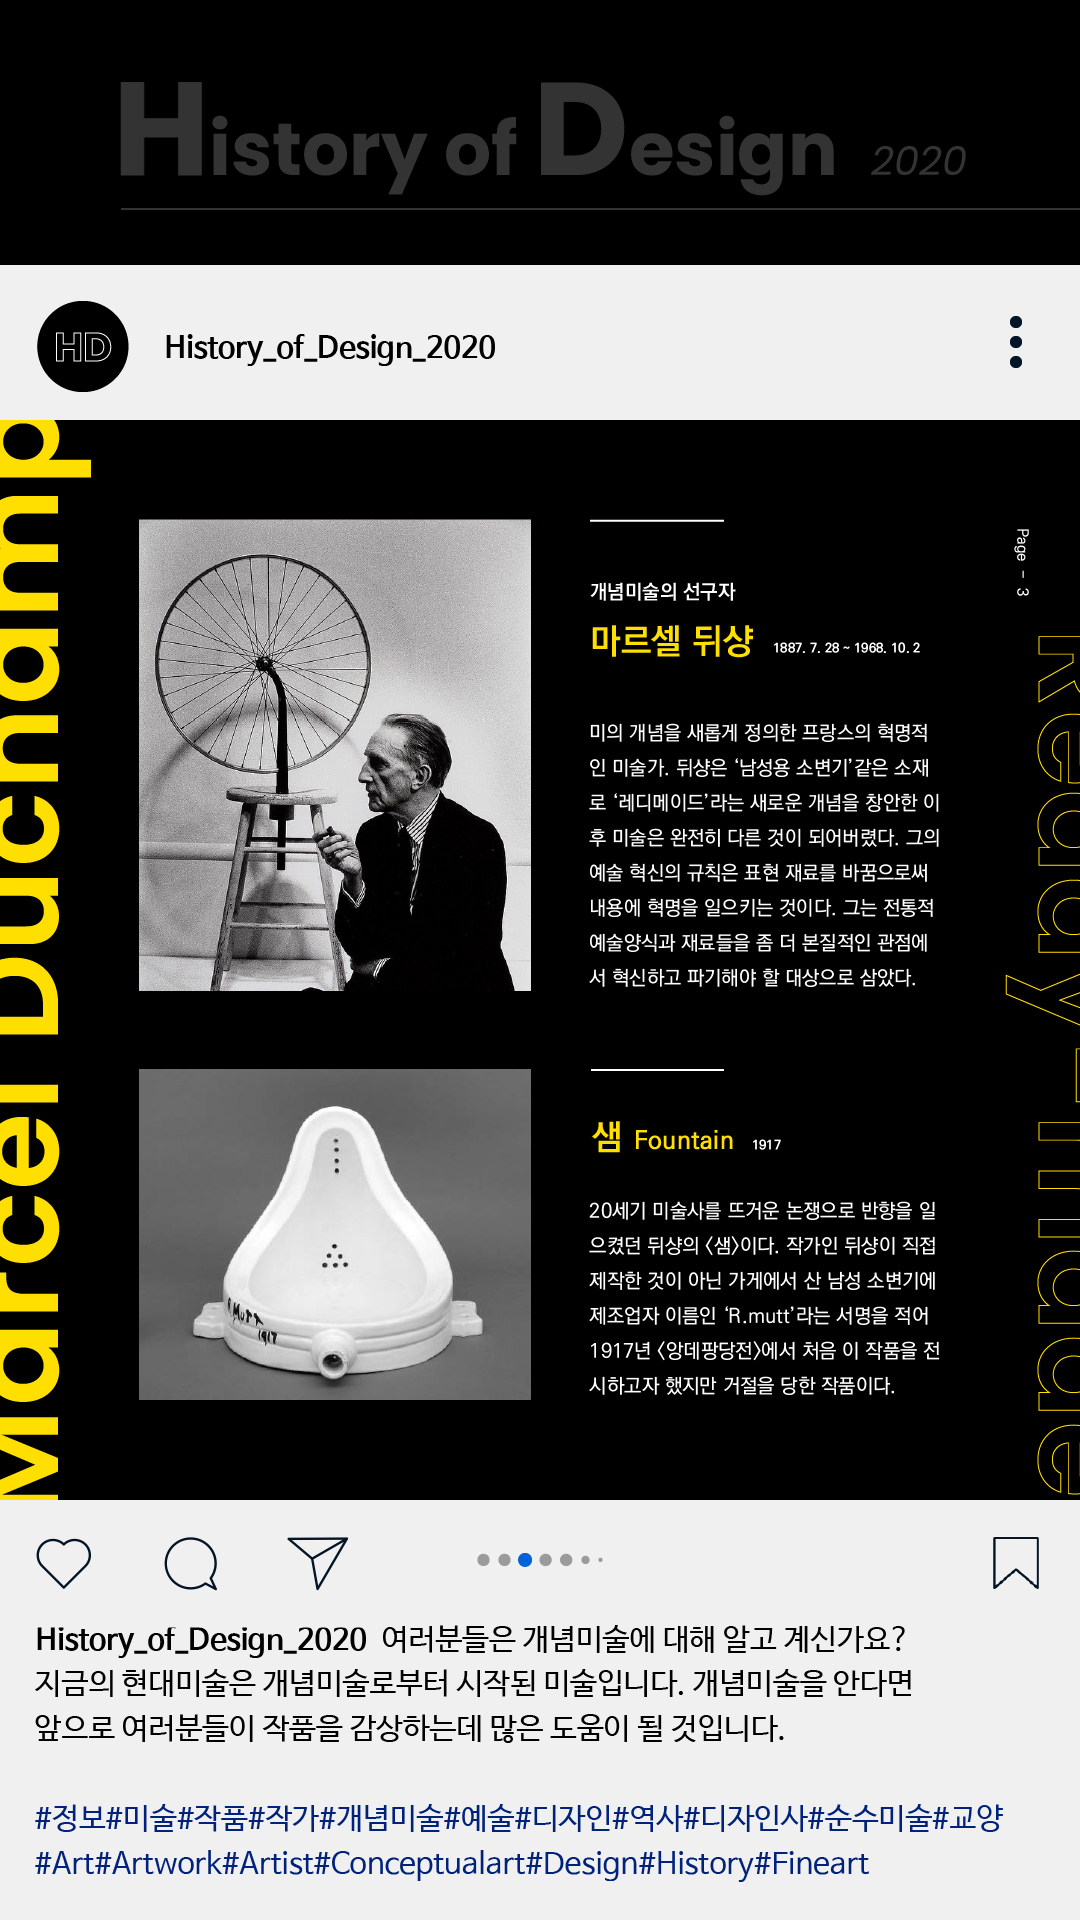 History of Design 2020
HD
History_of_Design_2020
Marcel Duchamp
Page - 3
개념미술의 선구자
마르셀 뒤샹 1887. 7. 28 ~ 1968. 10. 2
미의 개념을 새롭게 정의한 프랑스의 혁명적
인 미술가. 뒤샹은 ‘남성용 소변기’같은 소재
로 ‘레디메이드’라는 새로운 개념을 창안한 이
후 미술은 완전히 다른 것이 되어버렸다. 그의
예술 혁신의 규칙은 표현 재료를 바꿈으로써
내용에 혁명을 일으키는 것이다. 그는 전통적
예술양식과 재료들을 좀 더 본질적인 관점에
서 혁신하고 파기해야 할 대상으로 삼았다.
Ready-made
R.MUTT
1917
샘 Fountain 1917
20세기 미술사를 뜨거운 논쟁으로 반향을 일
으켰던 뒤샹의 〈샘〉이다. 작가인 뒤샹이 직접
제작한 것이 아닌 가게에서 산 남성 소변기에
제조업자 이름인 ‘R.mutt’라는 서명을 적어
1917년 〈앙데팡당전〉에서 처음 이 작품을 전
시하고자 했지만 거절을 당한 작품이다.
History_of_Design_2020 여러분들은 개념미술에 대해 알고 계신가요?
지금의 현대미술은 개념미술로부터 시작된 미술입니다. 개념미술을 안다면
앞으로 여러분들이 작품을 감상하는데 많은 도움이 될 것입니다.
#정보#미술#작품#작가#개념미술#예술#디자인#역사#디자인사#순수미술#교양
#Art#Artwork#Artist#Conceptualart#Design#History#Fineart